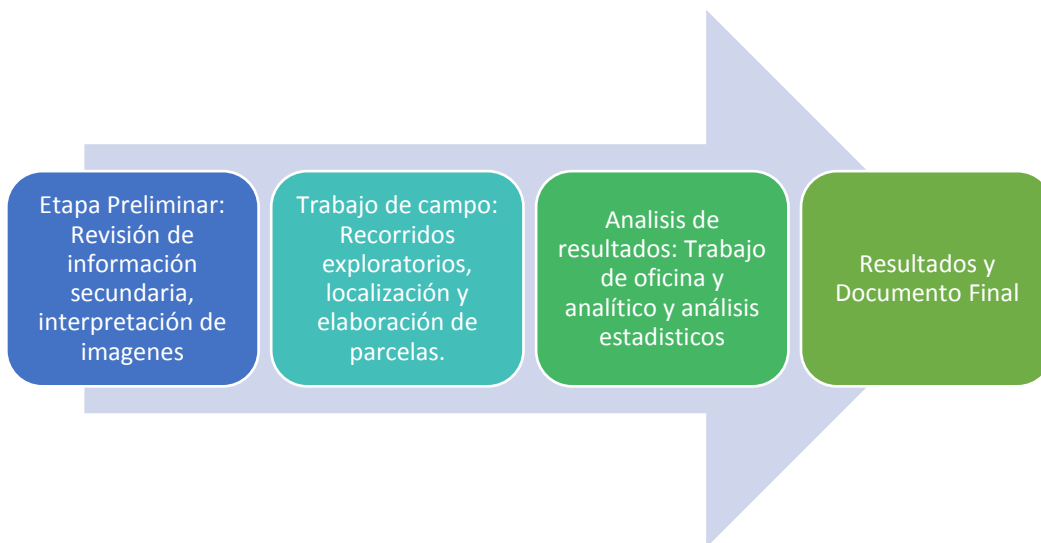 Etapa Preliminar:
Revisión de
información
secundaria,
interpretación de
imagenes
Trabajo de campo:
Recorridos
exploratorios,
localización y
elaboración de
parcelas.
Analisis de
resultados: Trabajo
de oficina y
analítico y análisis
estadisticos
Resultados y
Documento Final